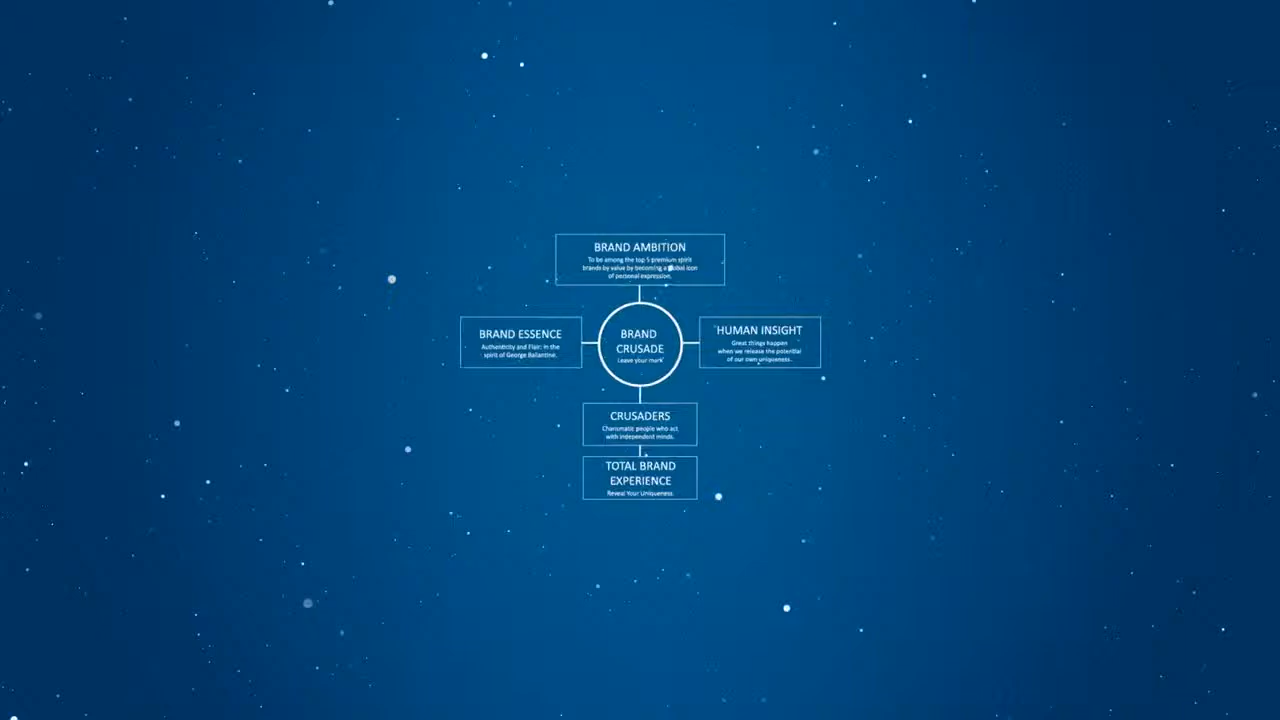 BRAND AMBITION
To be among the top 5 premium spirit
brands by value by becoming a global icon
of personal expression.
BRAND ESSENCE
Authenticity and Flair: in the
spirit of George Ballantine.
BRAND
CRUSADE
Leave your mark
HUMAN INSIGHT
Great things happen
when we release the potential
of our own uniqueness.
CRUSADERS
Charismatic people who act
with independent minds.
TOTAL BRAND
EXPERIENCE
Reveal Your Uniqueness.